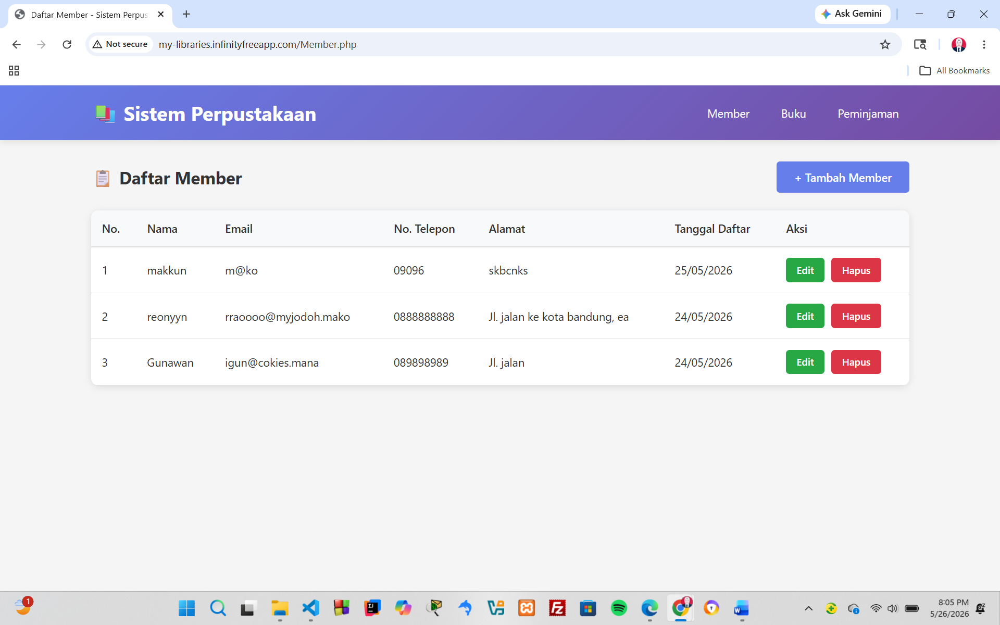 Daftar Member - Sistem Perpus
Ask Gemini
Not secure
my-libraries.infinityfreeapp.com/Member.php
All Bookmarks
Sistem Perpustakaan
Member Buku Peminjaman
Daftar Member
+ Tambah Member
No. Nama Email No. Telepon Alamat Tanggal Daftar Aksi
1 makkun m@ko 09096 skbcnks 25/05/2026 Edit Hapus
2 reonyyn rraoooo@myjodoh.mako 0888888888 Jl. jalan ke kota bandung, ea 24/05/2026 Edit Hapus
3 Gunawan igun@cokies.mana 089898989 Jl. jalan 24/05/2026 Edit Hapus
1
8:05 PM
5/26/2026